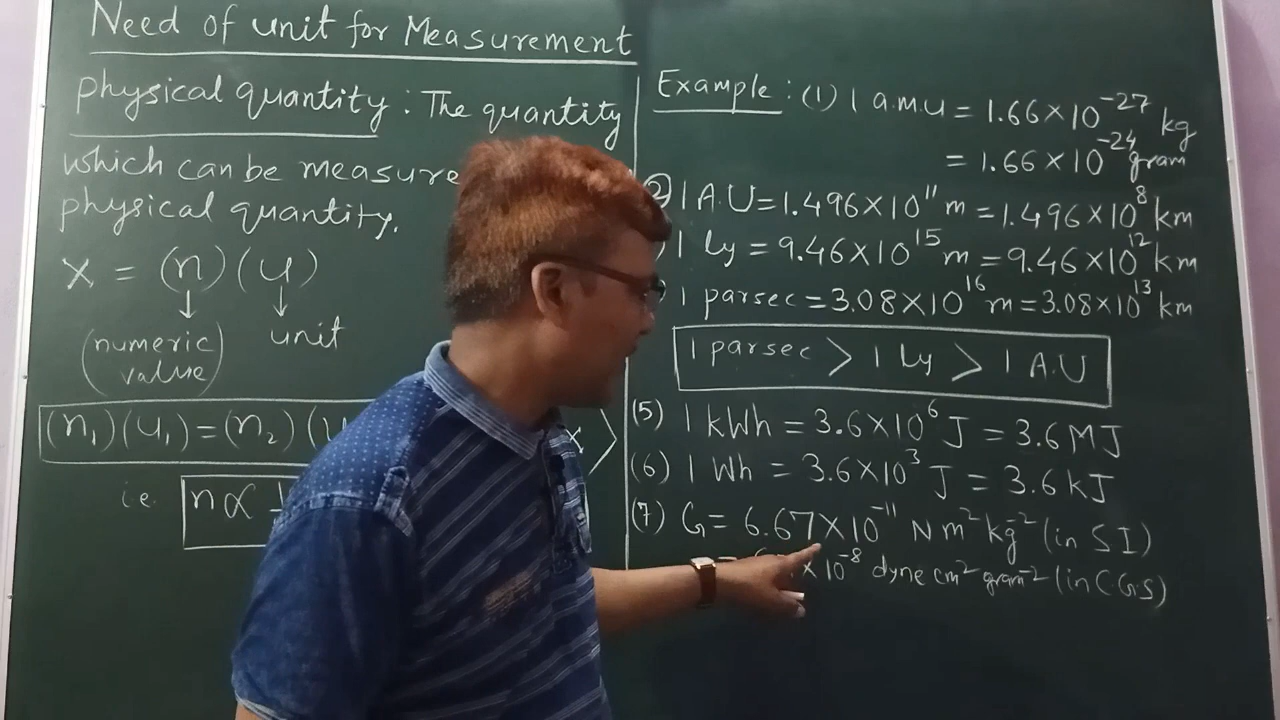 Need of unit for Measurement
physical quantity : The quantity
which can be measure
physical quantity.
X = (n)(u)
↓ ↓
(numeric value) unit
(n₁)(u₁)=(n₂)(u
i.e. n∝
Example : (1) 1 a.m.u = 1.66×10⁻²⁷ kg
= 1.66×10⁻²⁴ gram
② 1 A.U=1.496×10¹¹ m=1.496×10⁸ km
) 1 ly = 9.46×10¹⁵ m=9.46×10¹² km
1 parsec=3.08×10¹⁶ m=3.08×10¹³ km
1 parsec > 1 ly > 1 A.U
(5) 1 kWh = 3.6×10⁶ J = 3.6MJ
(6) 1 Wh = 3.6×10³ J = 3.6kJ
(7) G= 6.67×10⁻¹¹ N m² kg⁻² (in SI)
×10⁻⁸ dyne cm² gram⁻² (in C.G.S)